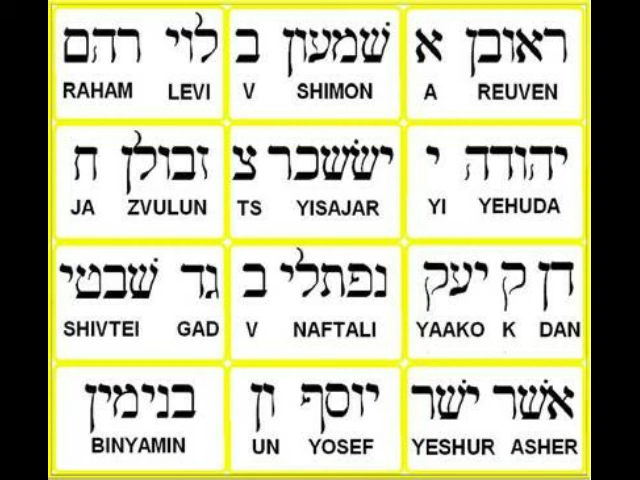 ראובן א
A REUVEN
שמעון ב
V SHIMON
לוי רהם
RAHAM LEVI
יהודה י
YI YEHUDA
יששכר צ
TS YISAJAR
זבולן ח
JA ZVULUN
דן ק יעק
YAAKO K DAN
נפתלי ב
V NAFTALI
גד שבטי
SHIVTEI GAD
אשר ישר
YESHUR ASHER
יוסף ון
UN YOSEF
בנימין
BINYAMIN